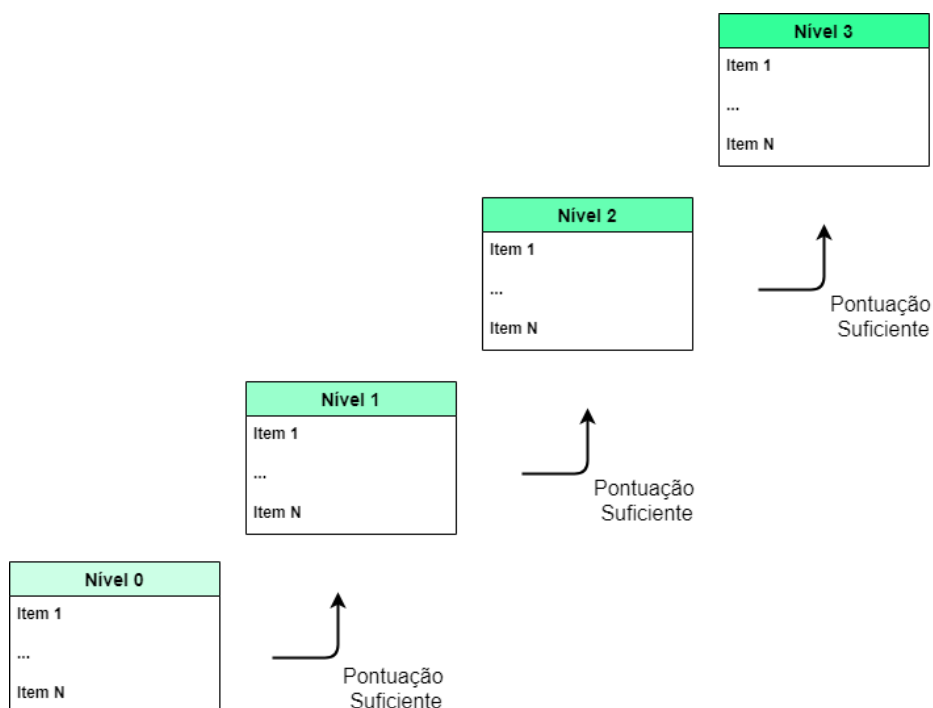 Nível 3
Item 1
...
Item N
Nível 2
Item 1
...
Item N
Pontuação
Suficiente
Nível 1
Item 1
...
Item N
Pontuação
Suficiente
Nível 0
Item 1
...
Item N
Pontuação
Suficiente